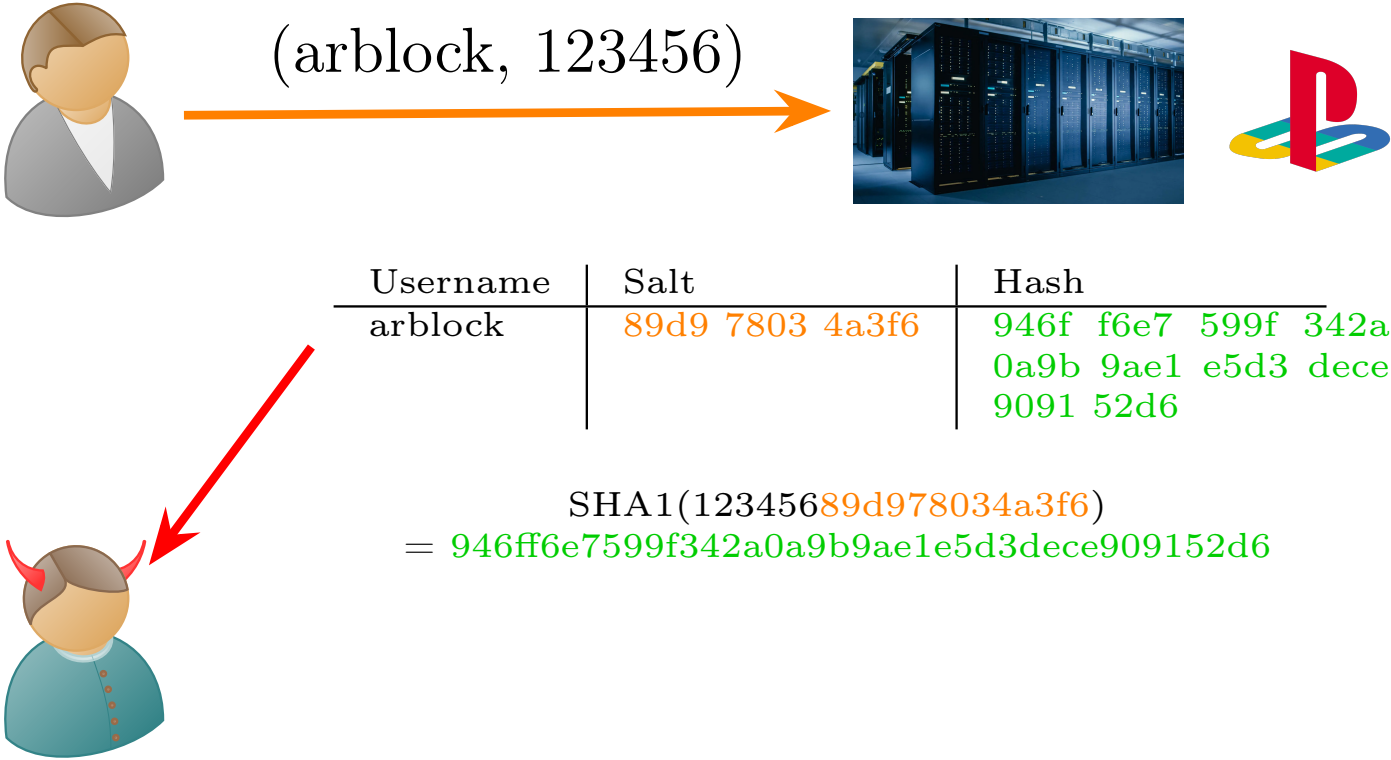 (arblock, 123456)
Username Salt Hash
arblock 89d9 7803 4a3f6 946f f6e7 599f 342a
0a9b 9ae1 e5d3 dece
9091 52d6
SHA1(12345689d978034a3f6)
= 946ff6e7599f342a0a9b9ae1e5d3dece909152d6